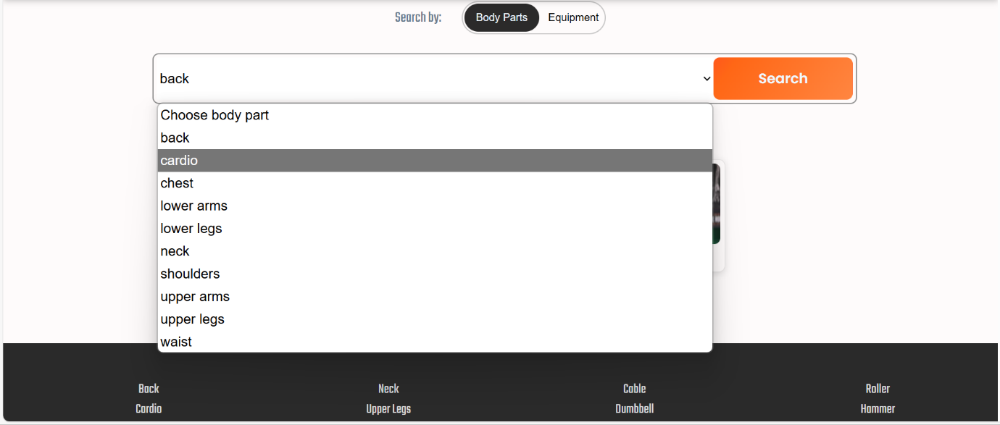 Search by: Body Parts Equipment
back Search
Choose body part
back
cardio
chest
lower arms
lower legs
neck
shoulders
upper arms
upper legs
waist
Back Neck Cable Roller
Cardio Upper Legs Dumbbell Hammer